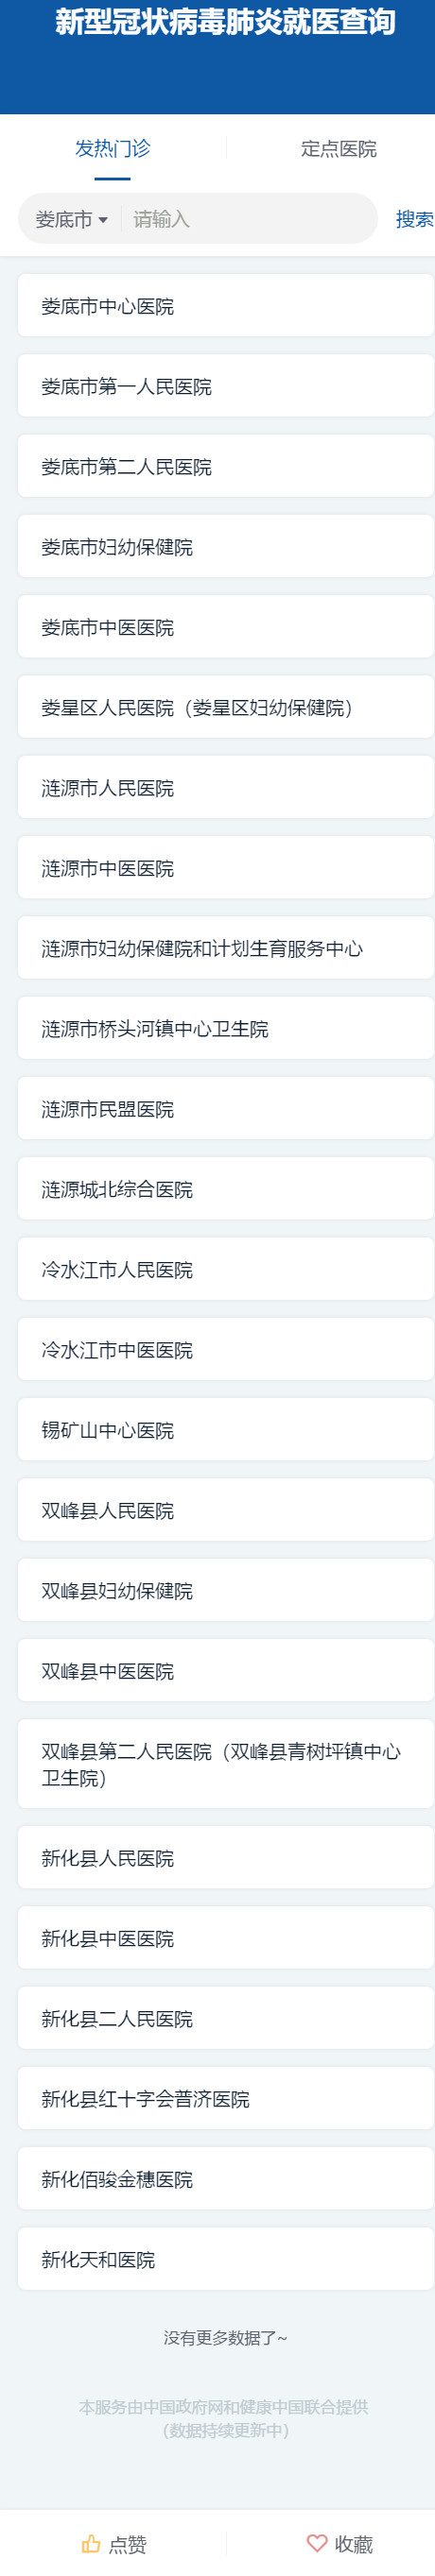 新型冠状病毒肺炎就医查询
发热门诊
定点医院
娄底市 请输入 搜索
娄底市中心医院
娄底市第一人民医院
娄底市第二人民医院
娄底市妇幼保健院
娄底市中医医院
娄星区人民医院（娄星区妇幼保健院）
涟源市人民医院
涟源市中医医院
涟源市妇幼保健院和计划生育服务中心
涟源市桥头河镇中心卫生院
涟源市民盟医院
涟源城北综合医院
冷水江市人民医院
冷水江市中医医院
锡矿山中心医院
双峰县人民医院
双峰县妇幼保健院
双峰县中医医院
双峰县第二人民医院（双峰县青树坪镇中心
卫生院）
新化县人民医院
新化县中医医院
新化县二人民医院
新化县红十字会普济医院
新化佰骏金穗医院
新化天和医院
没有更多数据了~
本服务由中国政府网和健康中国联合提供
（数据持续更新中）
点赞
收藏